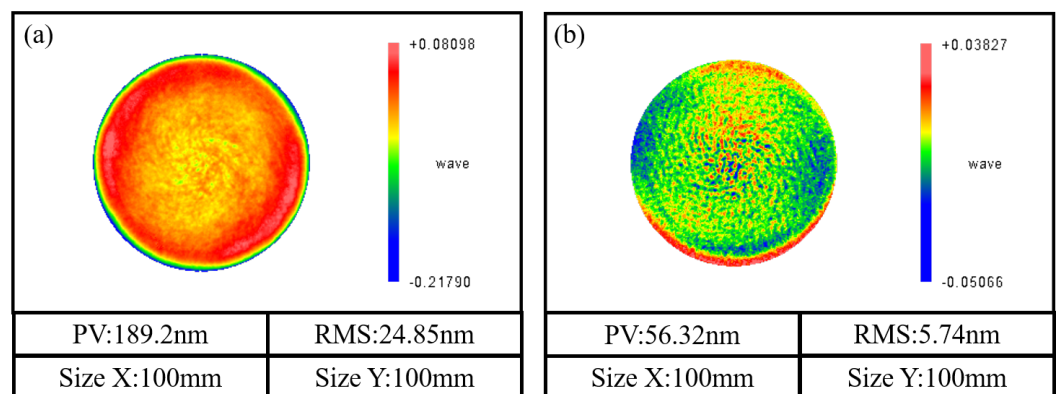 (a)
+0.08098
wave
-0.21790
PV:189.2nm
RMS:24.85nm
Size X:100mm
Size Y:100mm
(b)
+0.03827
wave
-0.05066
PV:56.32nm
RMS:5.74nm
Size X:100mm
Size Y:100mm